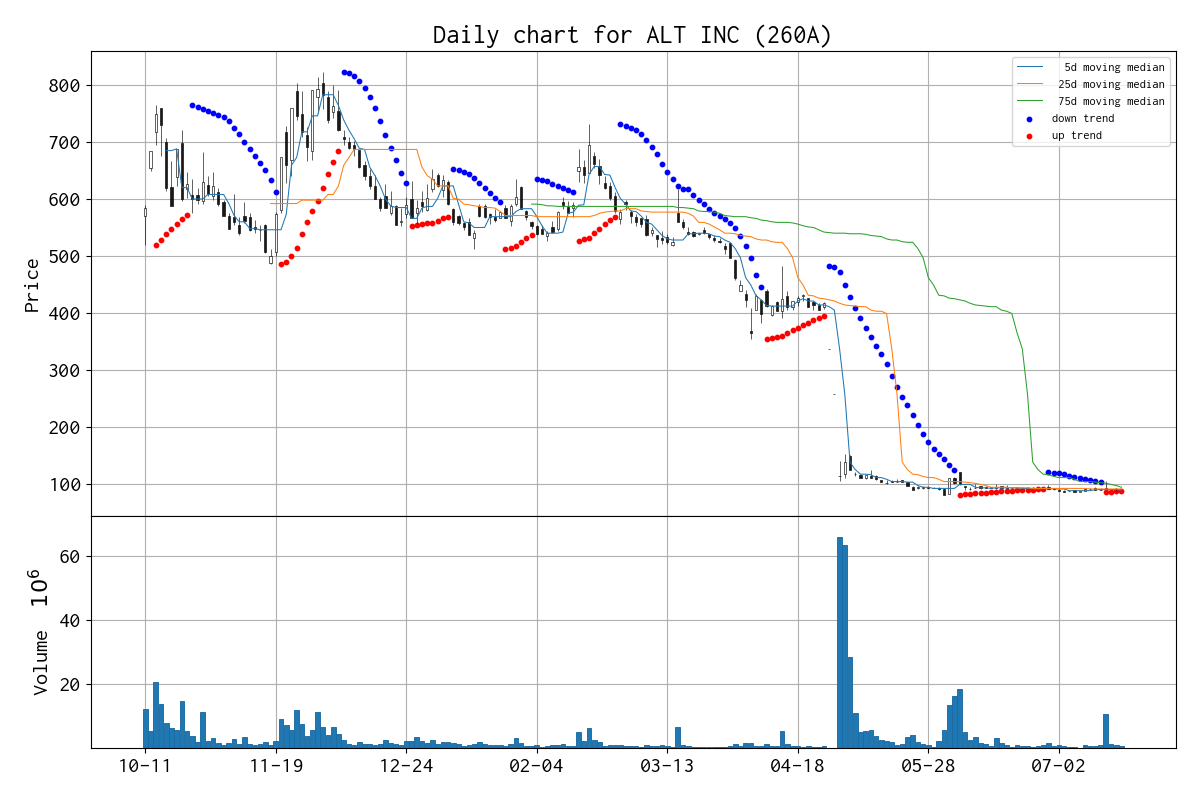 Daily chart for ALT INC (260A)
5d moving median
25d moving median
75d moving median
down trend
up trend
Price
800
700
600
500
400
300
200
100
Volume 10⁶
60
40
20
10-11 11-19 12-24 02-04 03-13 04-18 05-28 07-02